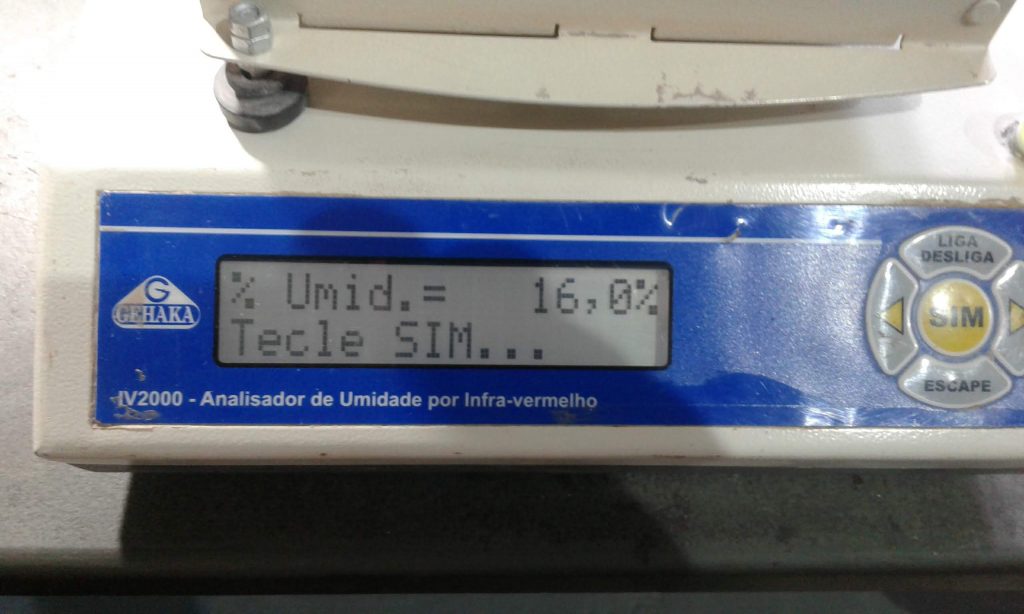 % Umid.= 16,0%
Tecle SIM...
G
GEHAKA
IV2000 - Analisador de Umidade por Infra-vermelho
LIGA
DESLIGA
SIM
ESCAPE